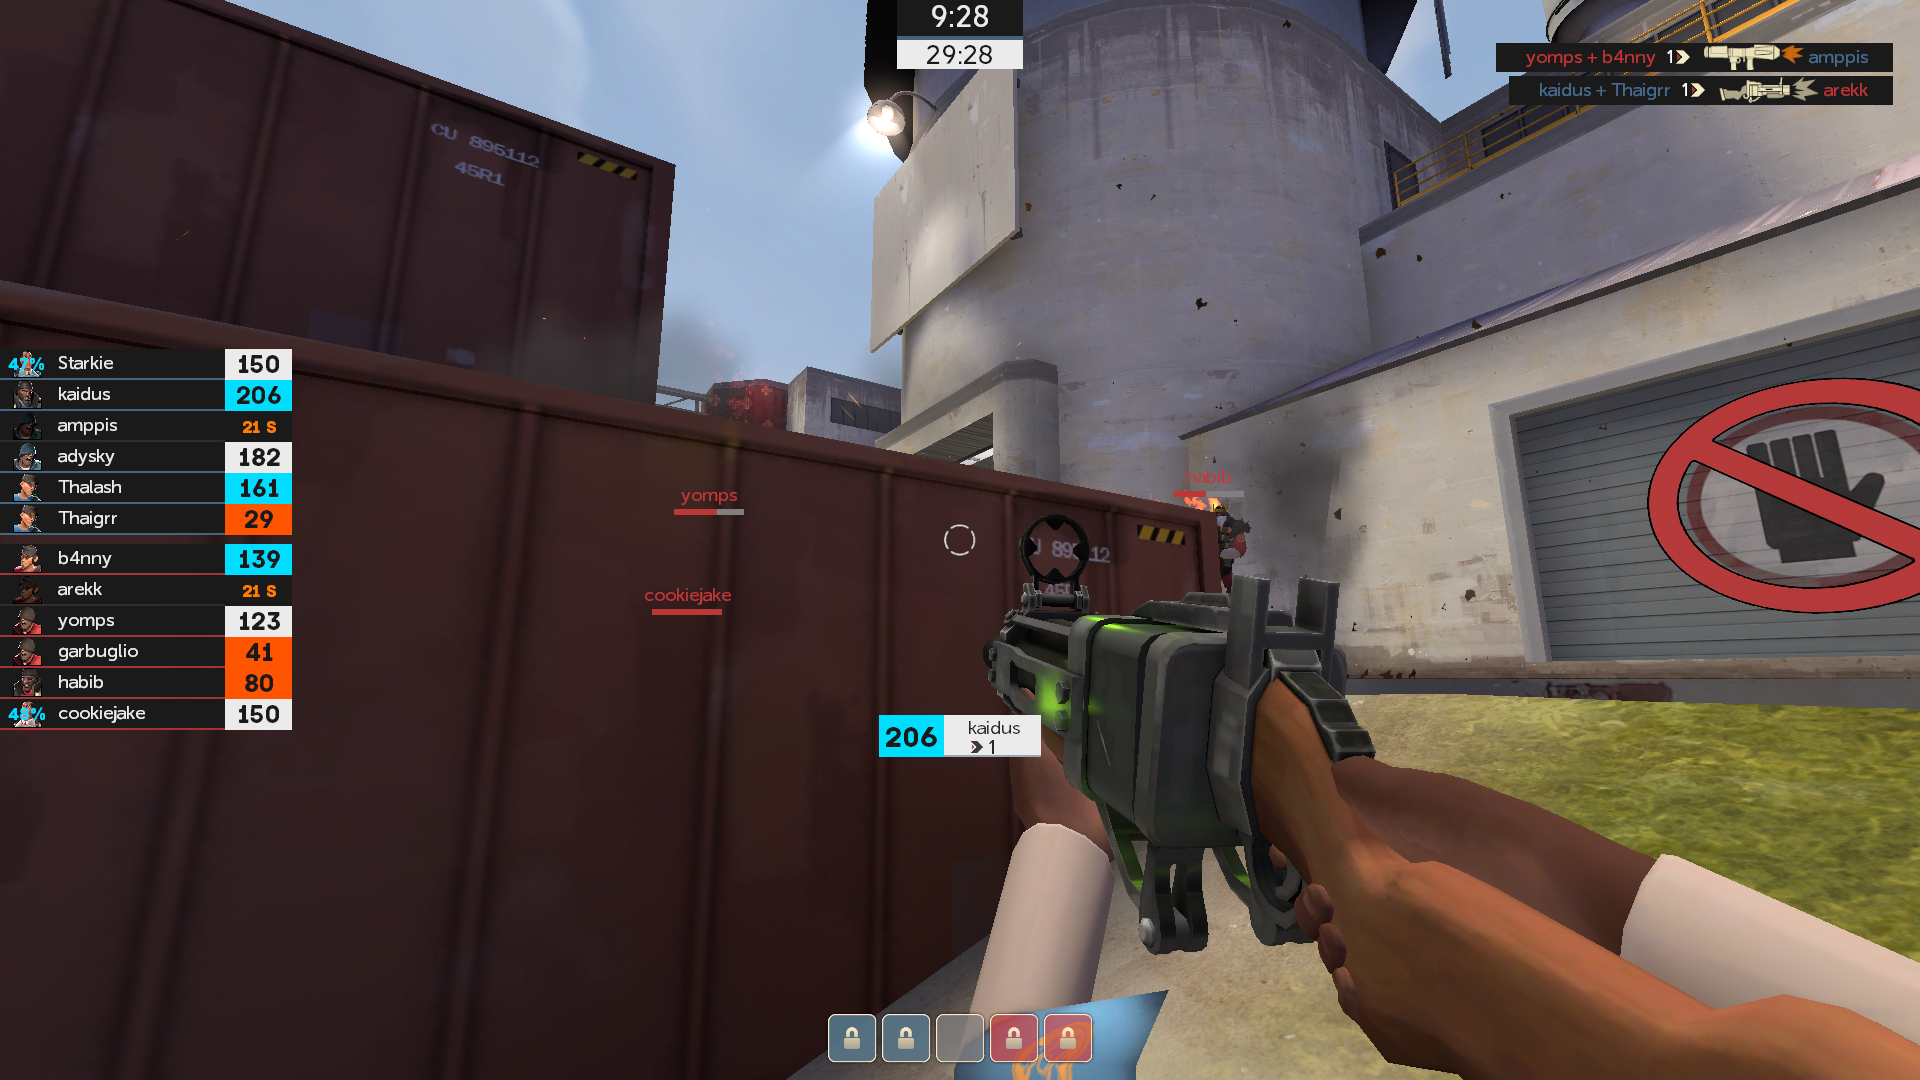 9:28
29:28
yomps + b4nny 1 amppis
kaidus + Thaigrr 1 arekk
CU 895112
45R1
47% Starkie 150
kaidus 206
amppis 21 S
adysky 182
Thalash 161
Thaigrr 29
b4nny 139
arekk 21 S
yomps 123
garbuglio 41
habib 80
48% cookiejake 150
habib
yomps
cookiejake
206 kaidus
1